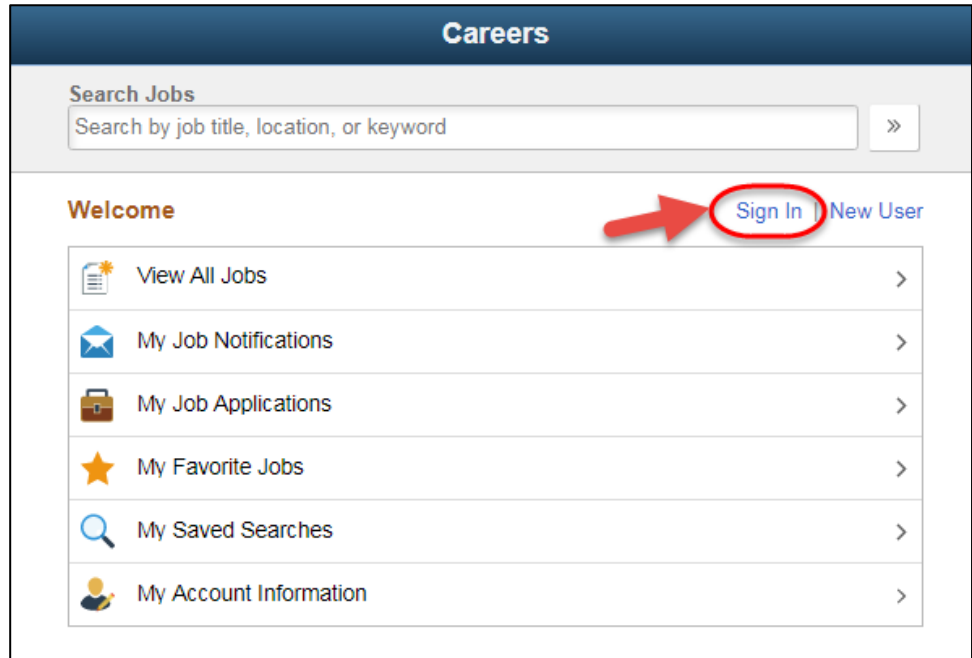 Careers
Search Jobs
Search by job title, location, or keyword
Welcome
Sign In | New User
View All Jobs
My Job Notifications
My Job Applications
My Favorite Jobs
My Saved Searches
My Account Information